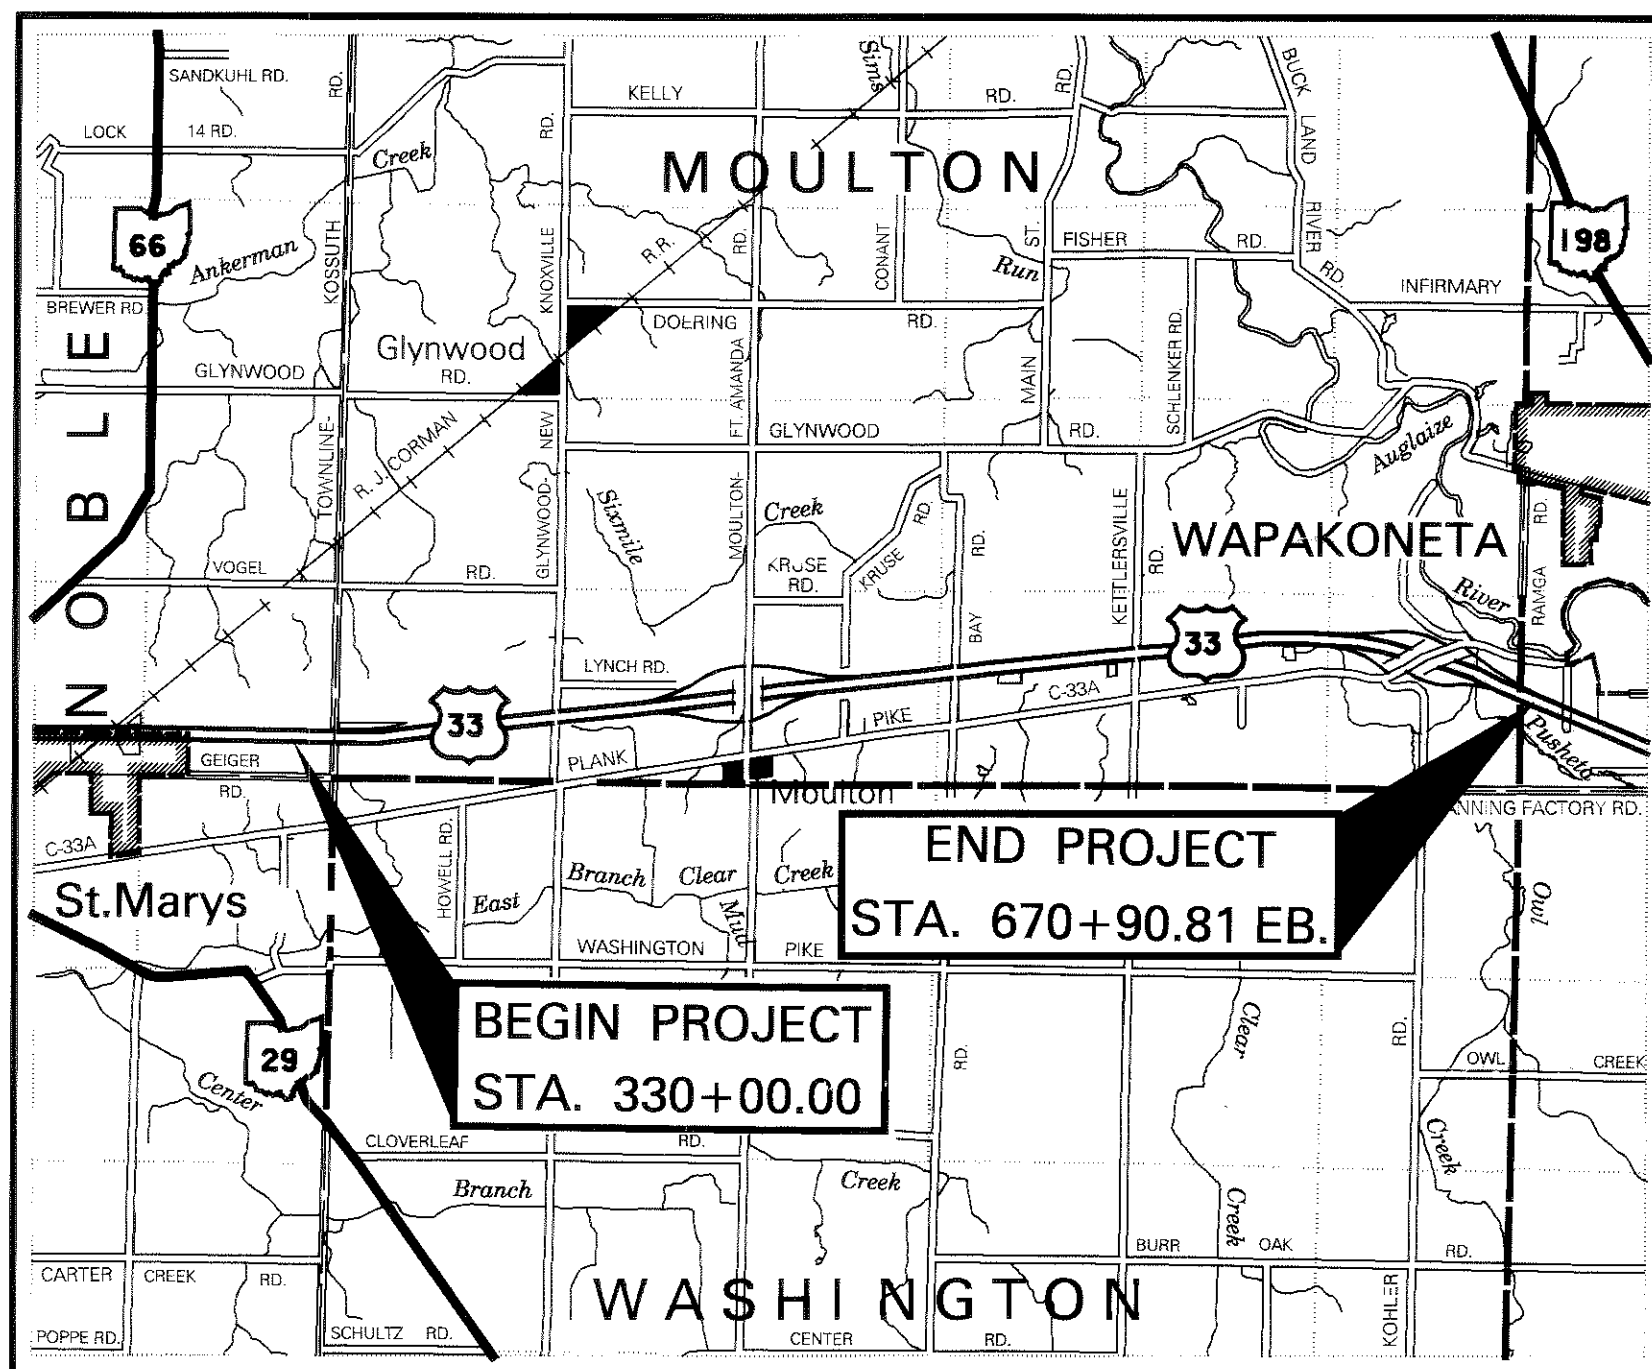 SANDKUHL RD.
LOCK 14 RD.
RD.
KELLY RD.
RD.
RD.
Sims
BUCK LAND RIVER RD
Creek
MOULTON
66
198
Ankerman
KOSSUTH
KNOXVILLE
R.R.
RD.
CONANT
ST.
FISHER RD.
Run
INFIRMARY
BREWER RD
NOBLE
Glynwood
RD.
DOERING RD.
GLYNWOOD
FT. AMANDA
MAIN
SCHLENKER RD.
GLYNWOOD RD.
Auglaize
R. J. CORMAN
TOWNLINE-
GLYNWOOD- NEW
MOULTON-
Sixmile
Creek
KRUSE
RD.
KRUSE RD.
RD.
BAY
KETTLERSVILLE
RD.
WAPAKONETA
RAMGA RD.
River
VOGEL RD.
LYNCH RD.
33
33
C-33A
PLANK PIKE
GEIGER
RD.
Moulton
Pusheta
ANNING FACTORY RD.
C-33A
St.Marys
HOWELL RD.
East Branch Clear Creek
Mud
END PROJECT
STA. 670+90.81 EB.
Owl
WASHINGTON PIKE
BEGIN PROJECT
STA. 330+00.00
29
Center
RD.
Clear
RD.
OWL CREEK
CLOVERLEAF RD.
Branch
Creek
Creek
Creek
BURR OAK RD.
CARTER CREEK RD.
WASHINGTON
POPPE RD.
SCHULTZ RD.
CENTER RD.
KOHLER